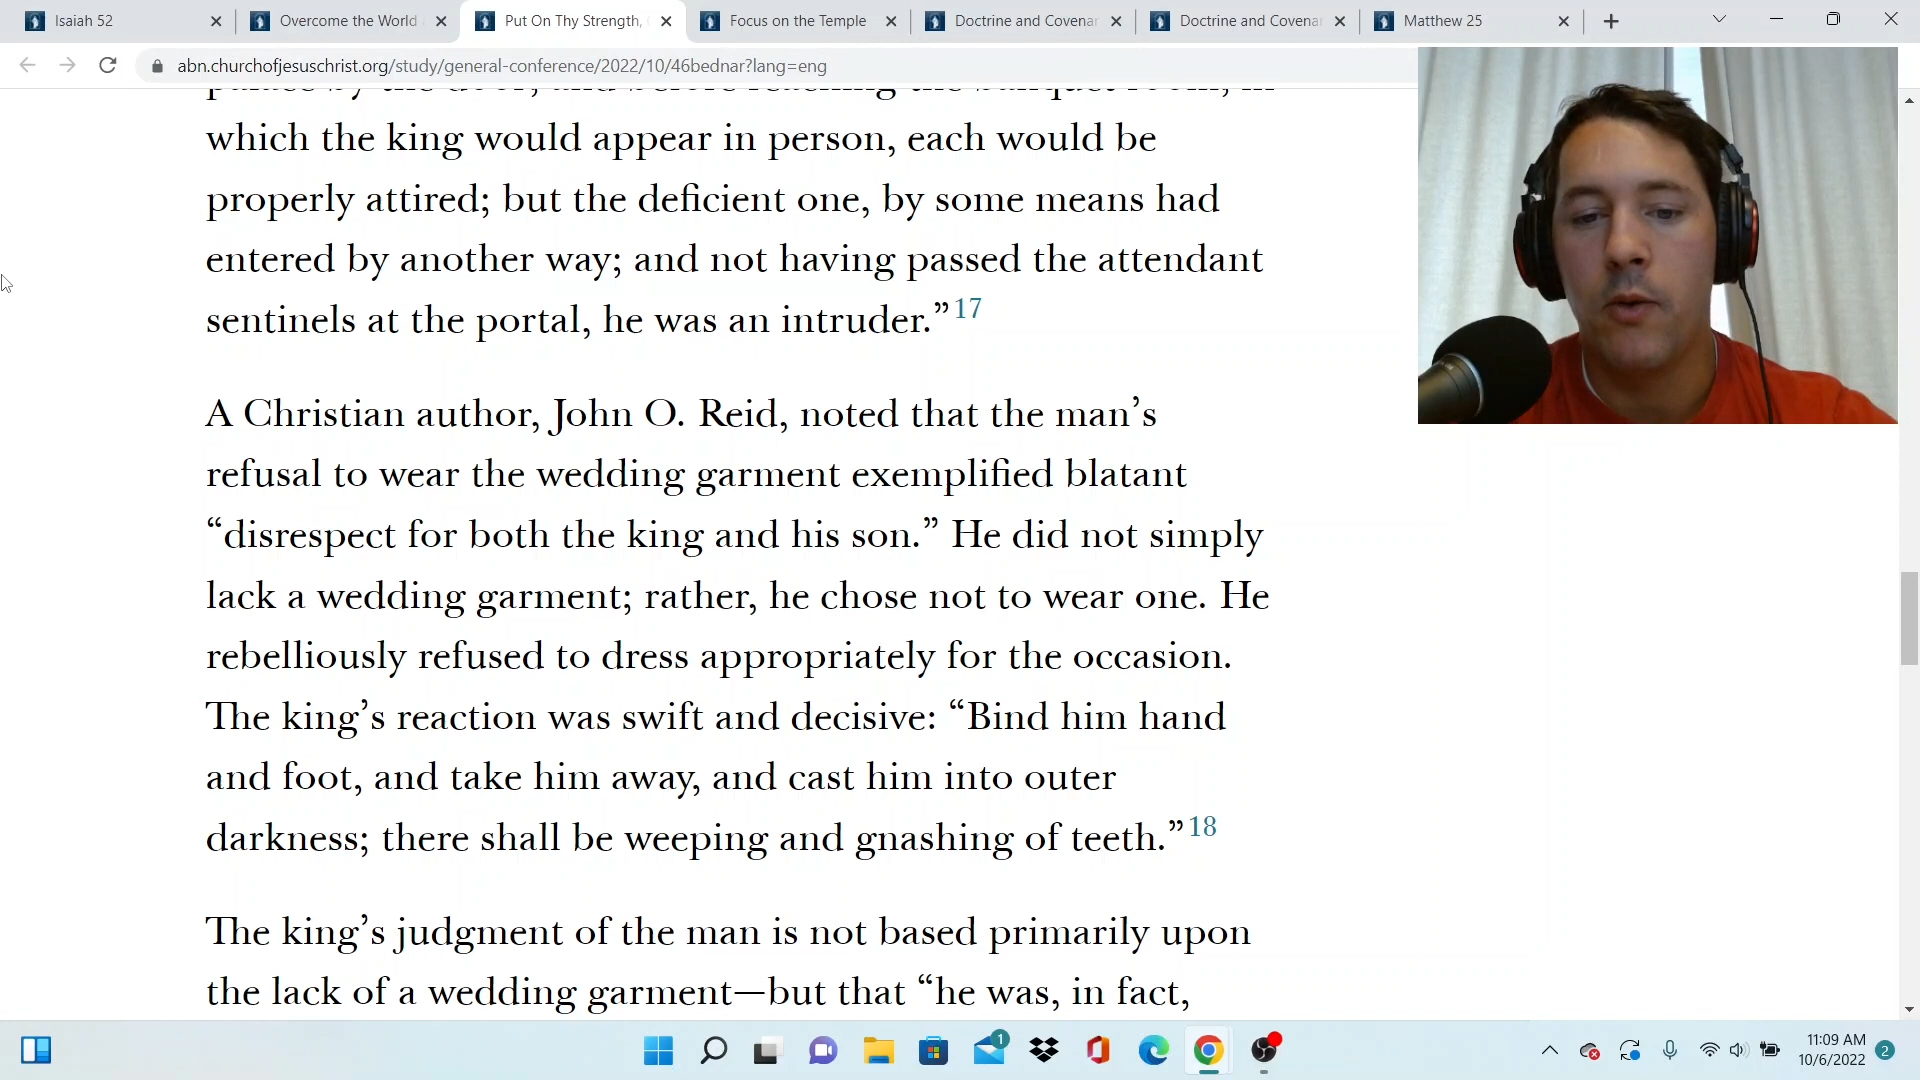 Isaiah 52
Overcome the World
Put On Thy Strength,
Focus on the Temple
Doctrine and Covenan
Doctrine and Covenan
Matthew 25
abn.churchofjesuschrist.org/study/general-conference/2022/10/46bednar?lang=eng
which the king would appear in person, each would be
properly attired; but the deficient one, by some means had
entered by another way; and not having passed the attendant
sentinels at the portal, he was an intruder.”17
A Christian author, John O. Reid, noted that the man’s
refusal to wear the wedding garment exemplified blatant
“disrespect for both the king and his son.” He did not simply
lack a wedding garment; rather, he chose not to wear one. He
rebelliously refused to dress appropriately for the occasion.
The king’s reaction was swift and decisive: “Bind him hand
and foot, and take him away, and cast him into outer
darkness; there shall be weeping and gnashing of teeth.”18
The king’s judgment of the man is not based primarily upon
the lack of a wedding garment—but that “he was, in fact,
1
11:09 AM
10/6/2022
2